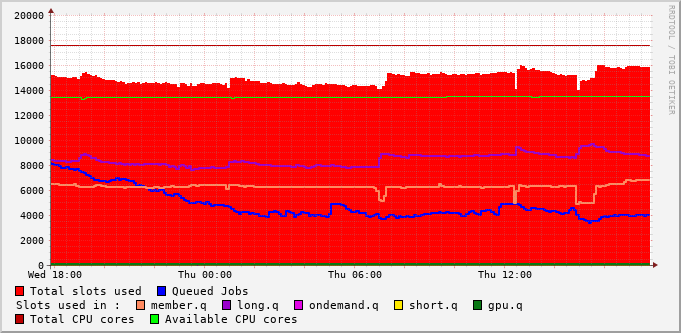 RRDTOOL / TOBI OETIKER
20000
18000
16000
14000
12000
10000
8000
6000
4000
2000
0
Wed 18:00 Thu 00:00 Thu 06:00 Thu 12:00
Total slots used Queued Jobs
Slots used in : member.q long.q ondemand.q short.q gpu.q
Total CPU cores Available CPU cores